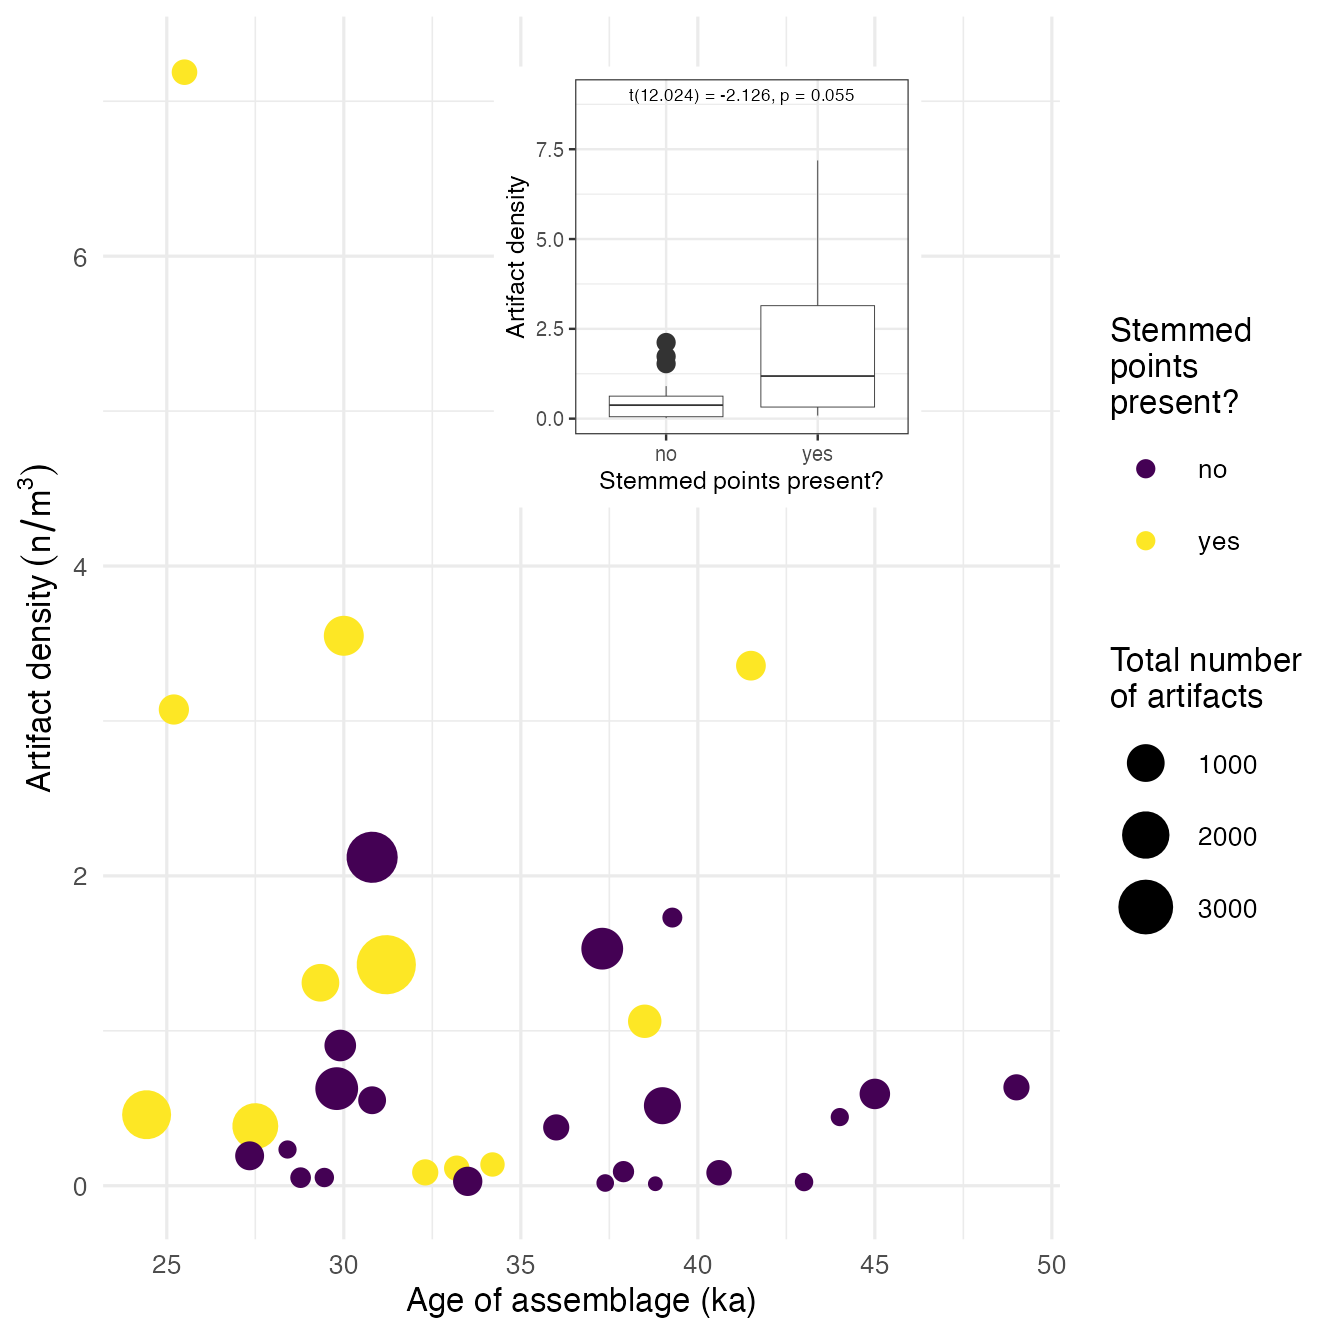 6
4
2
0
Artifact density (n/m³)
25
30
35
40
45
50
Age of assemblage (ka)
t(12.024) = -2.126, p = 0.055
7.5
5.0
2.5
0.0
Artifact density
no
yes
Stemmed points present?
Stemmed
points
present?
no
yes
Total number
of artifacts
1000
2000
3000